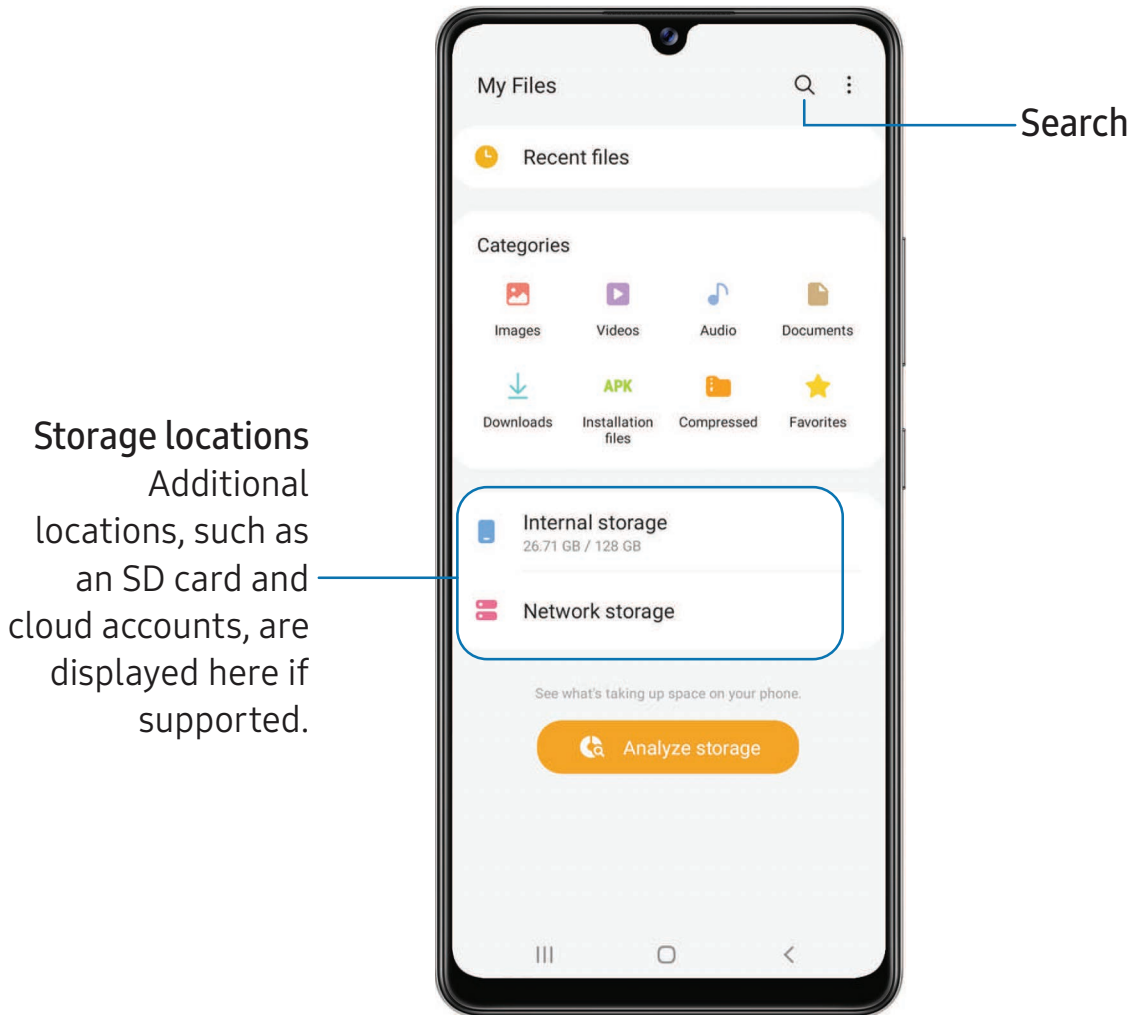 My Files
Search
Recent files
Categories
Images
Videos
Audio
Documents
Downloads
APK
Installation
files
Compressed
Favorites
Storage locations
Additional
locations, such as
an SD card and
cloud accounts, are
displayed here if
supported.
Internal storage
26.71 GB / 128 GB
Network storage
See what's taking up space on your phone.
Analyze storage